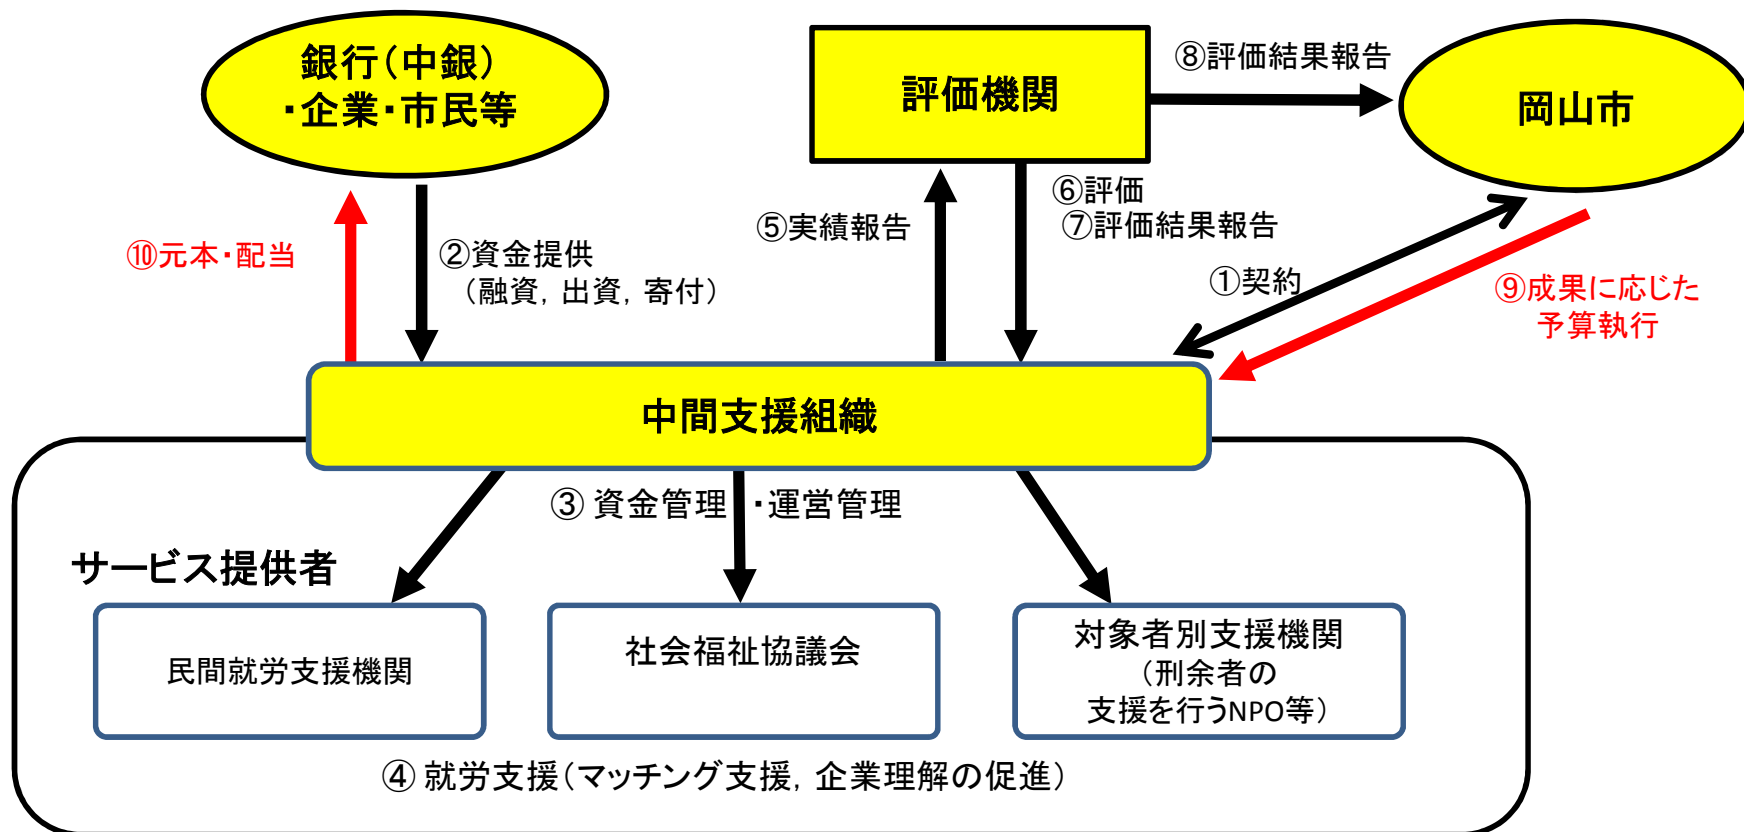 銀行(中銀)
・企業・市民等
評価機関
⑧評価結果報告
岡山市
⑩元本・配当
②資金提供
(融資, 出資, 寄付)
⑤実績報告
⑥評価
⑦評価結果報告
①契約
⑨成果に応じた
予算執行
中間支援組織
③ 資金管理 ・運営管理
サービス提供者
民間就労支援機関
社会福祉協議会
対象者別支援機関
(刑余者の
支援を行うNPO等)
④ 就労支援(マッチング支援, 企業理解の促進)